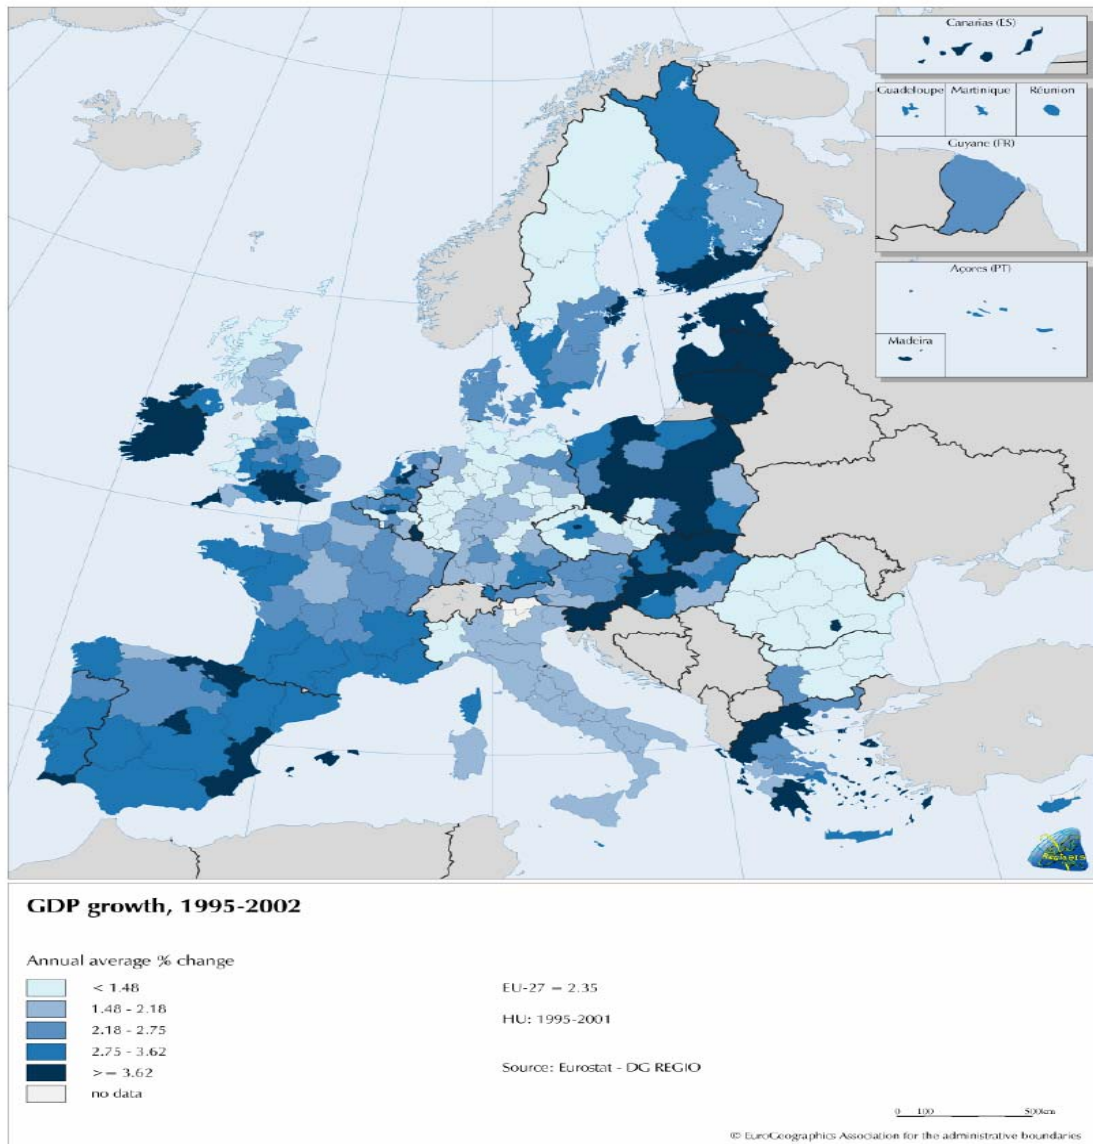 Canarias (ES)
Guadeloupe
Martinique
Réunion
Guyane (FR)
Açores (PT)
Madeira
GDP growth, 1995-2002
Annual average % change
< 1.48
1.48 - 2.18
2.18 - 2.75
2.75 - 3.62
>= 3.62
no data
EU-27 = 2.35
HU: 1995-2001
Source: Eurostat - DG REGIO
0 100 500km
© EuroGeographics Association for the administrative boundaries